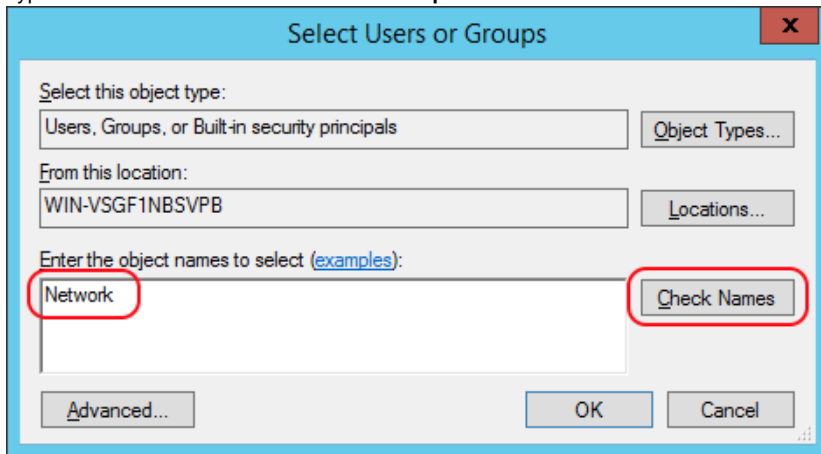 Select Users or Groups
x
Select this object type:
Users, Groups, or Built-in security principals
Object Types...
From this location:
WIN-VSGF1NBSVPB
Locations...
Enter the object names to select (examples):
Network
Check Names
Advanced...
OK
Cancel